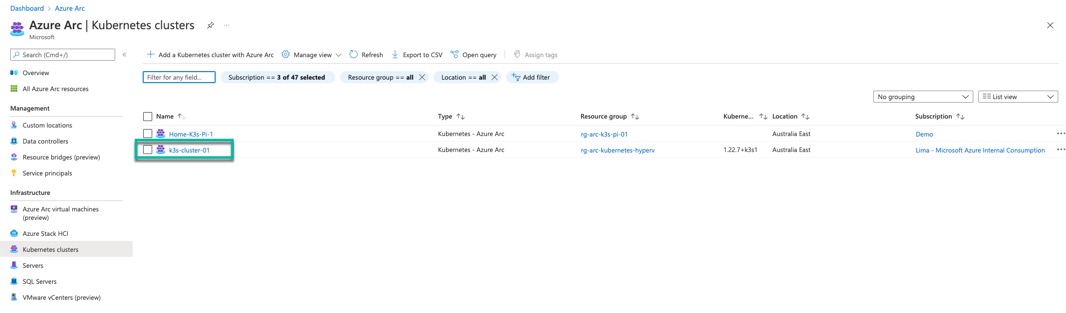 Dashboard > Azure Arc >
Azure Arc | Kubernetes clusters ...
Microsoft
Search (Cmd+/) «
Overview
All Azure Arc resources
Management
Custom locations
Data controllers
Resource bridges (preview)
Service principals
Infrastructure
Azure Arc virtual machines
(preview)
Azure Stack HCI
Kubernetes clusters
Servers
SQL Servers
VMware vCenters (preview)
+ Add a Kubernetes cluster with Azure Arc Manage view Refresh Export to CSV Open query Assign tags
Filter for any field... Subscription == 3 of 47 selected Resource group == all Location == all Add filter
No grouping List view
Name ↑ Type ↑↓ Resource group ↑↓ Kuberne... ↑↓ Location ↑↓ Subscription ↑↓
Home-K3s-Pi-1 Kubernetes - Azure Arc rg-arc-k3s-pi-01 Australia East Demo ...
k3s-cluster-01 Kubernetes - Azure Arc rg-arc-kubernetes-hyperv 1.22.7+k3s1 Australia East Lima - Microsoft Azure Internal Consumption ...